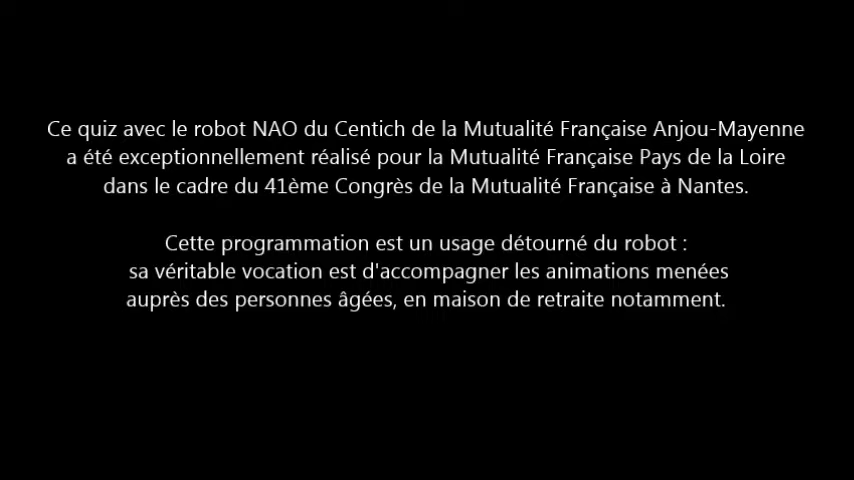 Ce quiz avec le robot NAO du Centich de la Mutualité Française Anjou-Mayenne
a été exceptionnellement réalisé pour la Mutualité Française Pays de la Loire
dans le cadre du 41ème Congrès de la Mutualité Française à Nantes.
Cette programmation est un usage détourné du robot :
sa véritable vocation est d'accompagner les animations menées
auprès des personnes âgées, en maison de retraite notamment.